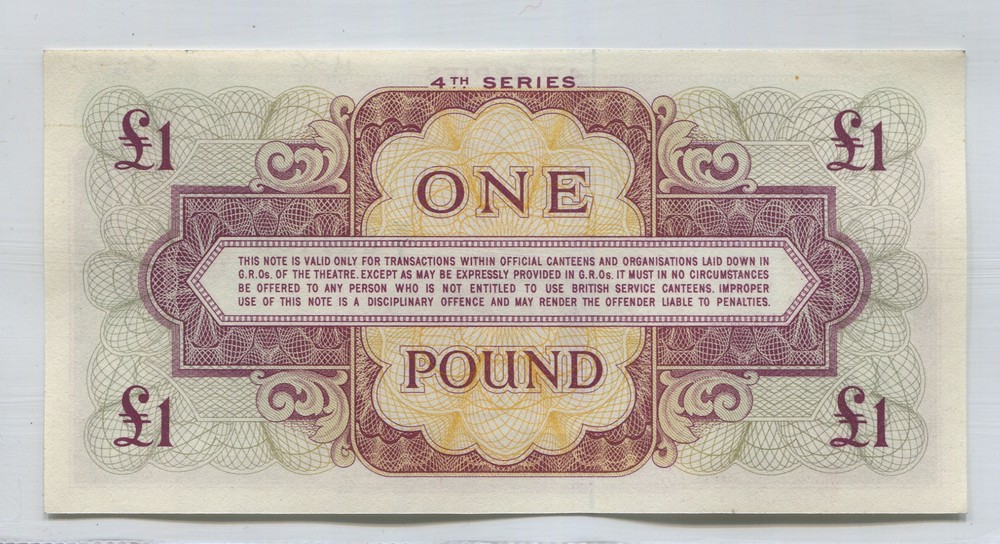 4TH SERIES
£1 £1
ONE
THIS NOTE IS VALID ONLY FOR TRANSACTIONS WITHIN OFFICIAL CANTEENS AND ORGANISATIONS LAID DOWN IN
G.R.Os. OF THE THEATRE. EXCEPT AS MAY BE EXPRESSLY PROVIDED IN G.R.Os. IT MUST IN NO CIRCUMSTANCES
BE OFFERED TO ANY PERSON WHO IS NOT ENTITLED TO USE BRITISH SERVICE CANTEENS. IMPROPER
USE OF THIS NOTE IS A DISCIPLINARY OFFENCE AND MAY RENDER THE OFFENDER LIABLE TO PENALTIES.
POUND
£1 £1